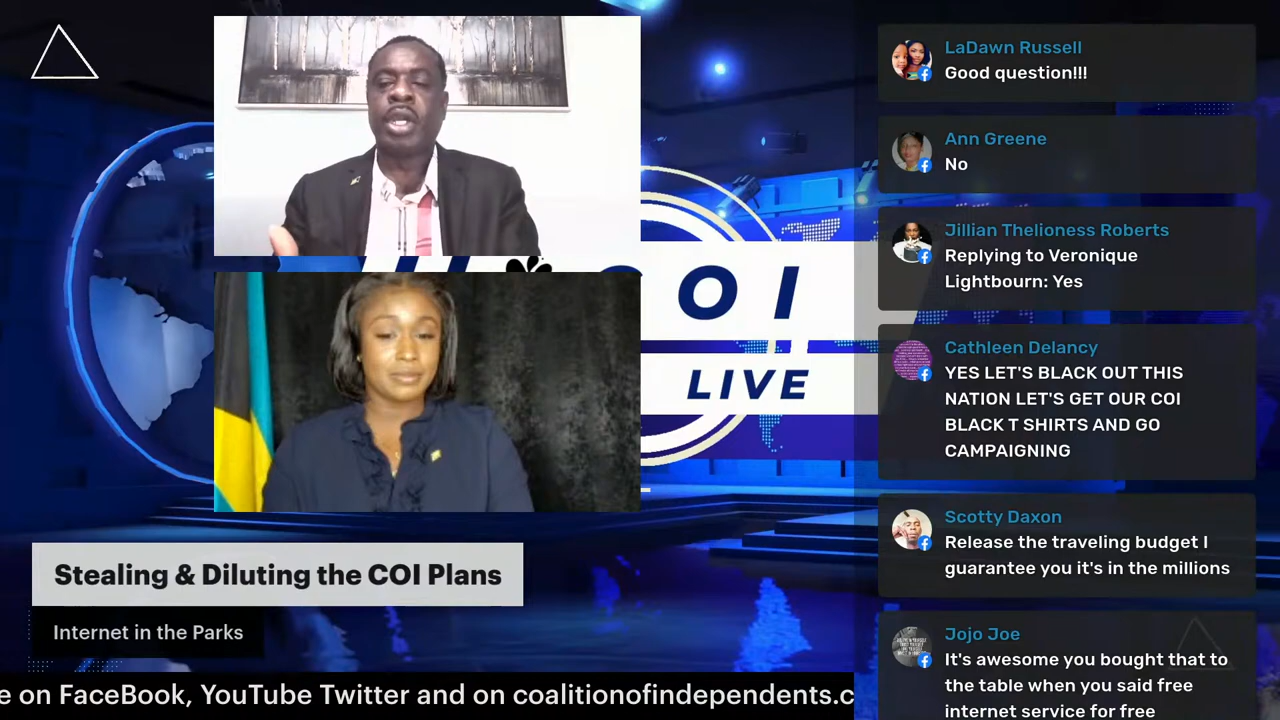 COI
LIVE
Stealing & Diluting the COI Plans
Internet in the Parks
e on FaceBook, YouTube Twitter and on coalitionofindependents.c
LaDawn Russell
Good question!!!
Ann Greene
No
Jillian Thelioness Roberts
Replying to Veronique
Lightbourn: Yes
Cathleen Delancy
YES LET'S BLACK OUT THIS
NATION LET'S GET OUR COI
BLACK T SHIRTS AND GO
CAMPAIGNING
Scotty Daxon
Release the traveling budget I
guarantee you it's in the millions
Jojo Joe
It's awesome you bought that to
the table when you said free
internet service for free